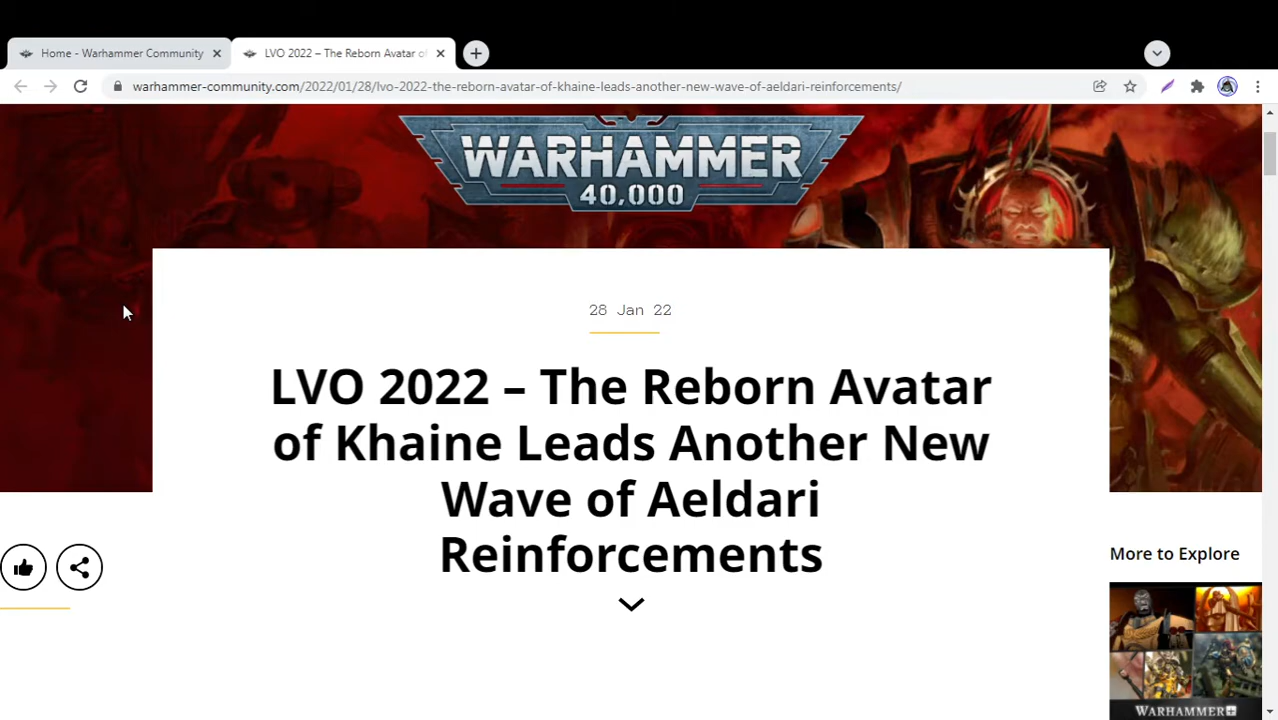 Home - Warhammer Community
LVO 2022 – The Reborn Avatar of
warhammer-community.com/2022/01/28/lvo-2022-the-reborn-avatar-of-khaine-leads-another-new-wave-of-aeldari-reinforcements/
WARHAMMER
40,000
28 Jan 22
LVO 2022 – The Reborn Avatar
of Khaine Leads Another New
Wave of Aeldari
Reinforcements
More to Explore
WARHAMMER+